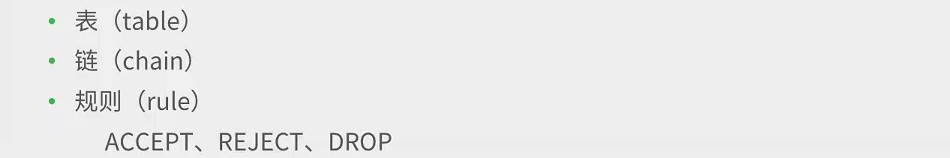 • 表（table）
• 链（chain）
• 规则（rule）
ACCEPT、REJECT、DROP